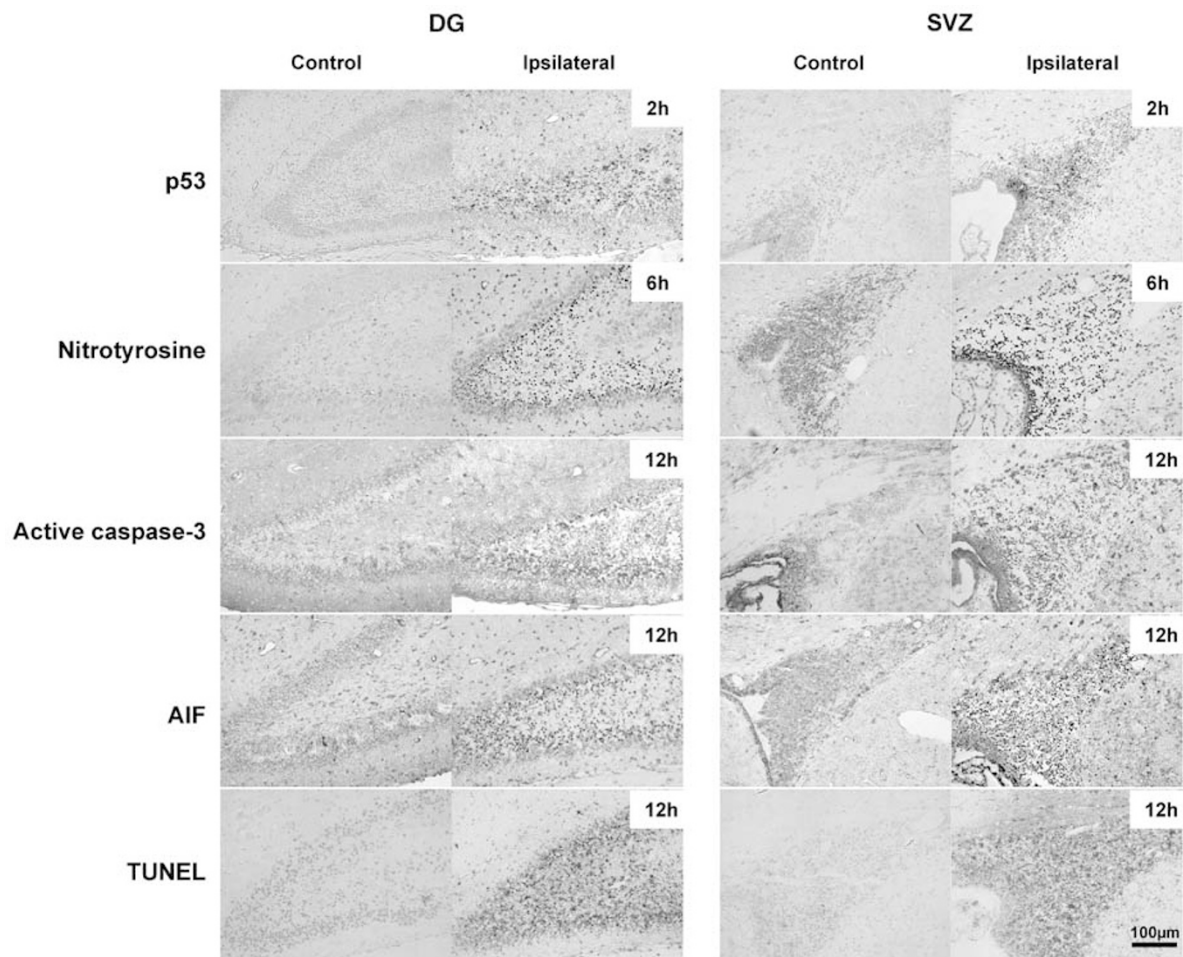 DG SVZ
Control Ipsilateral Control Ipsilateral
p53 2h 2h
Nitrotyrosine 6h 6h
Active caspase-3 12h 12h
AIF 12h 12h
TUNEL 12h 12h
100µm